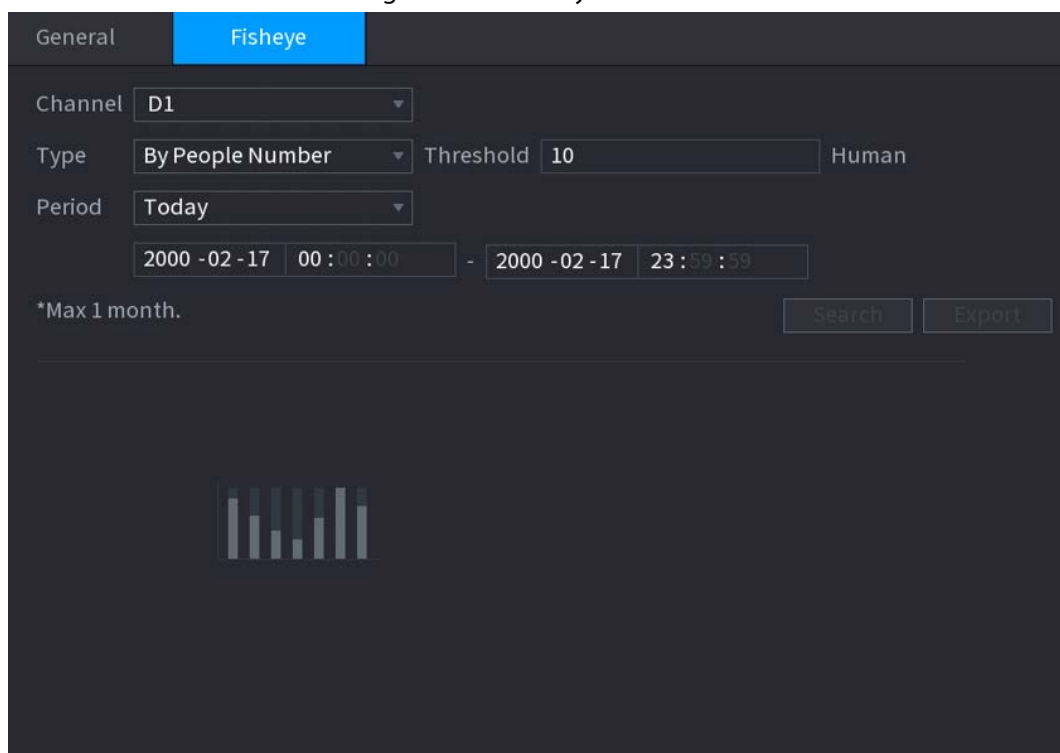 General Fisheye
Channel D1
Type By People Number Threshold 10 Human
Period Today
2000 -02 -17 00 :00 :00 - 2000 -02 -17 23 :59 :59
*Max 1 month.
Search Export